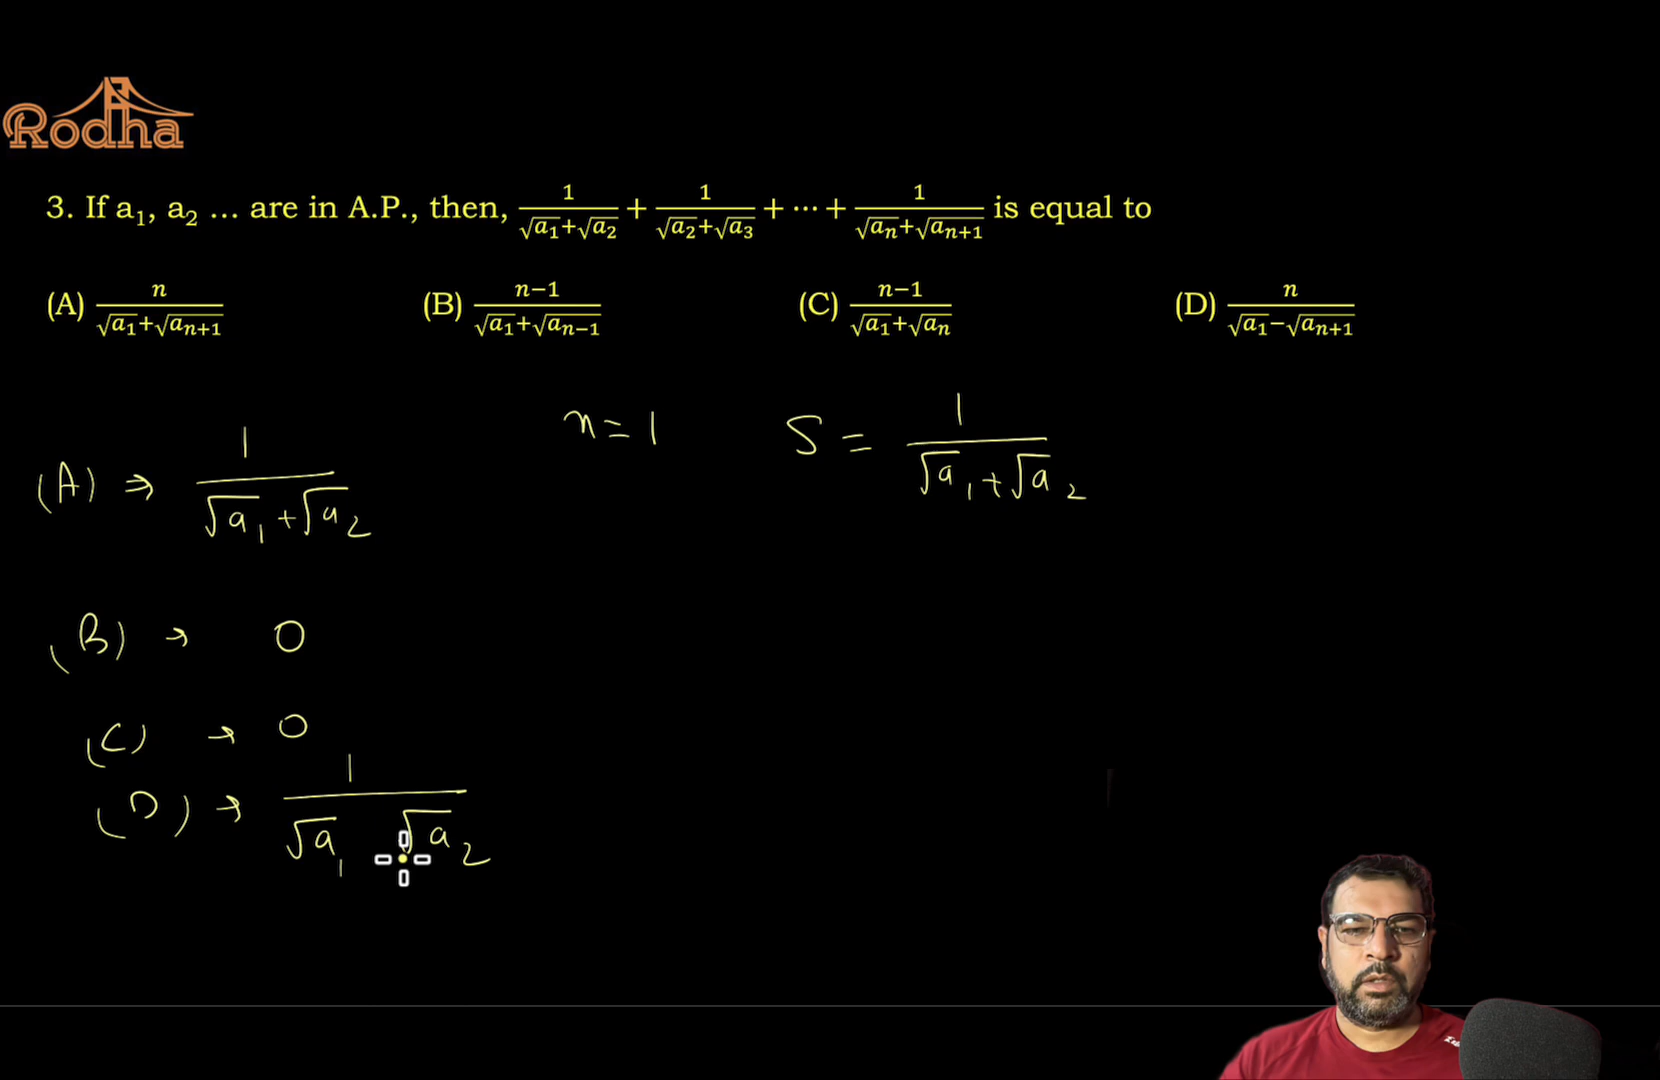 Rodha
3. If a₁, a₂ ... are in A.P., then, 1/(√a₁+√a₂) + 1/(√a₂+√a₃) + ⋯ + 1/(√aₙ+√aₙ₊₁) is equal to
(A) n/(√a₁+√aₙ₊₁) (B) (n−1)/(√a₁+√aₙ₋₁) (C) (n−1)/(√a₁+√aₙ) (D) n/(√a₁−√aₙ₊₁)
n = 1 S = 1/(√a₁+√a₂)
(A) ⇒ 1/(√a₁+√a₂)
(B) → 0
(C) → 0
(D) → 1/(√a₁ √a₂)